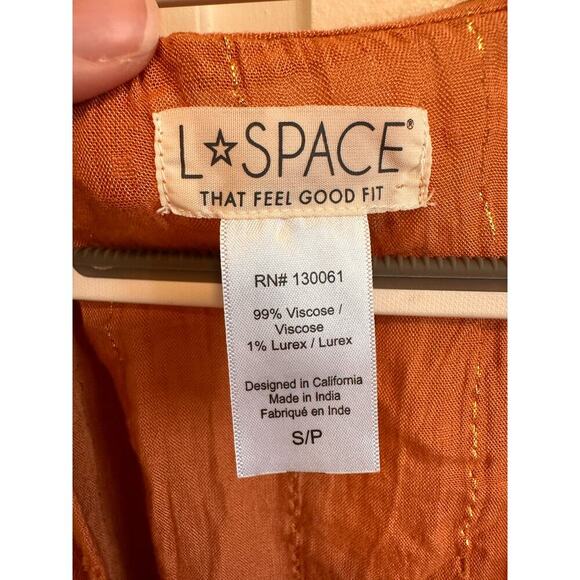 L☆SPACE®
THAT FEEL GOOD FIT
RN# 130061
99% Viscose /
Viscose
1% Lurex / Lurex
Designed in California
Made in India
Fabriqué en Inde
S/P